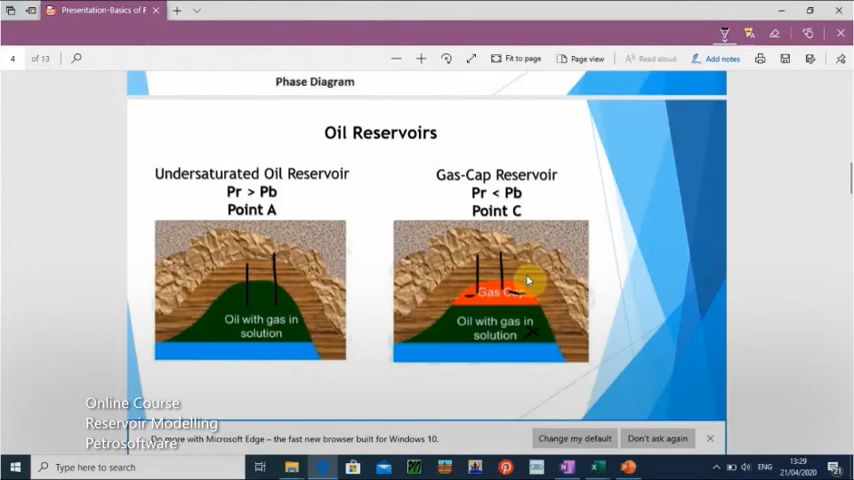 Presentation-Basics of F
4 of 13
Fit to page
Page view
Read aloud
Add notes
Phase Diagram
Oil Reservoirs
Undersaturated Oil Reservoir
Pr > Pb
Point A
Oil with gas in
solution
Gas-Cap Reservoir
Pr < Pb
Point C
Gas Cap
Oil with gas in
solution
Online Course
Reservoir Modelling
Petrosoftware
Do more with Microsoft Edge – the fast new browser built for Windows 10.
Change my default
Don't ask again
Type here to search
ENG
13:29
21/04/2020